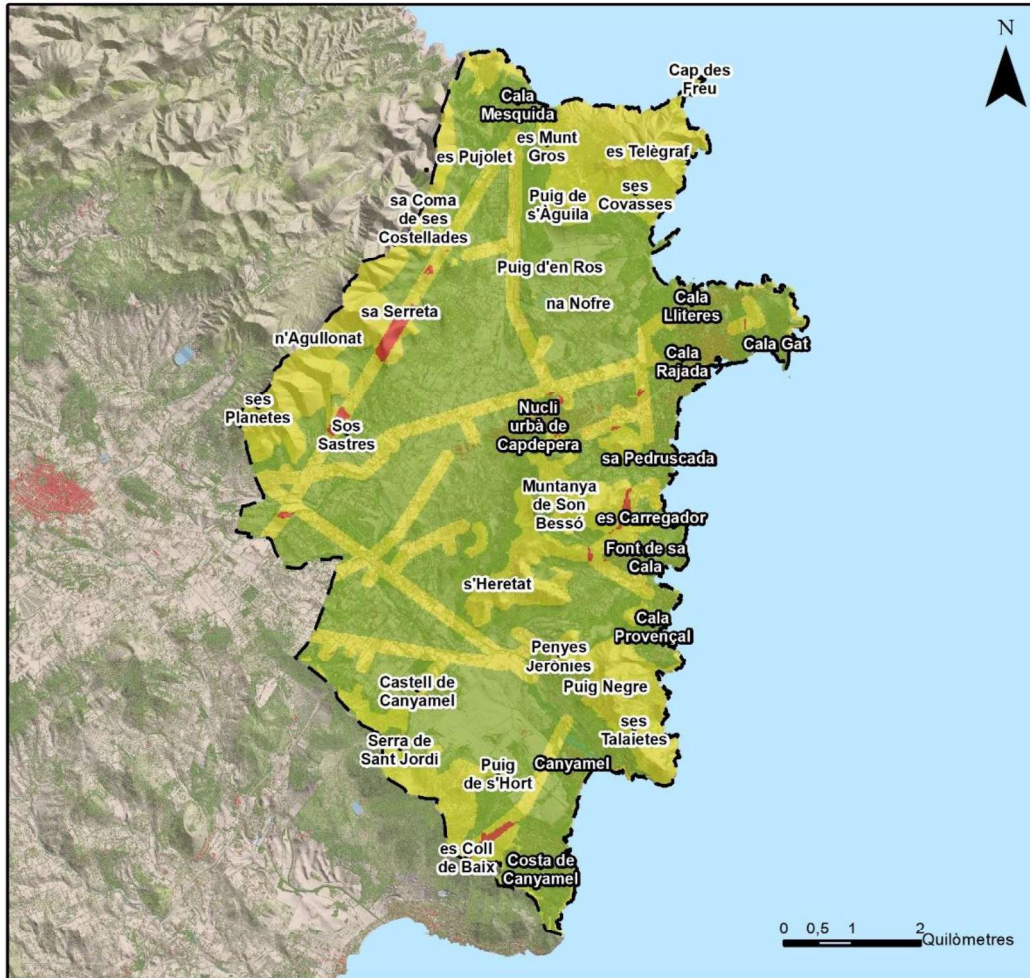 N
Cap des
Freu
Cala
Mesquida
es Munt
Gros
es Pujolet
es Telègraf
ses
Covasses
sa Coma
de ses
Costellades
Puig de
s'Àguila
Puig d'en Ros
na Nofre
Cala
Lliteres
sa Serreta
n'Agullonat
Cala Gat
Cala
Rajada
ses
Planetes
Sos
Sastres
Nucli
urbà de
Capdepera
sa Pedruscada
Muntanya
de Son
Bessó
es Carregador
Font de sa
Cala
s'Heretat
Cala
Provençal
Penyes
Jerònies
Castell de
Canyamel
Puig Negre
ses
Talaietes
Serra de
Sant Jordi
Puig
de s'Hort
Canyamel
es Coll
de Baix
Costa de
Canyamel
0 0,5 1 2
Quilòmetres